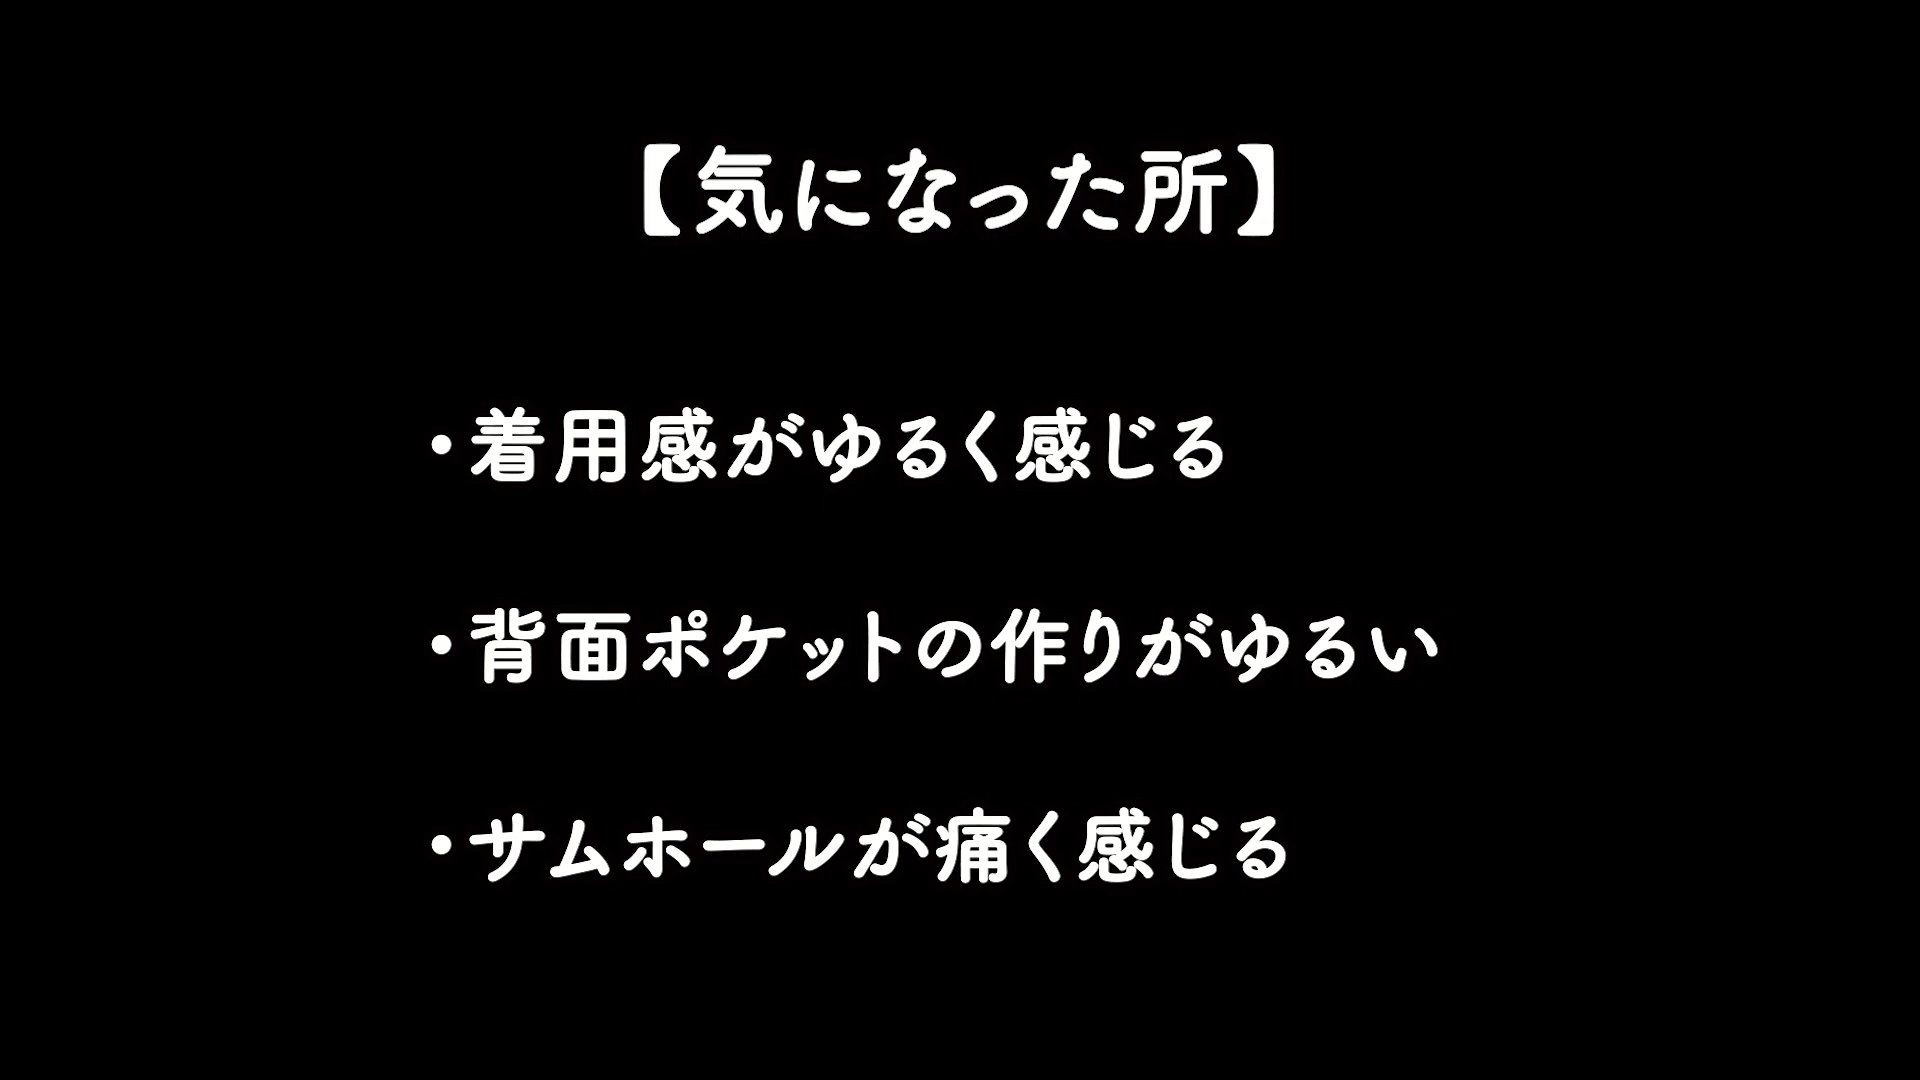 【気になった所】
・着用感がゆるく感じる
・背面ポケットの作りがゆるい
・サムホールが痛く感じる